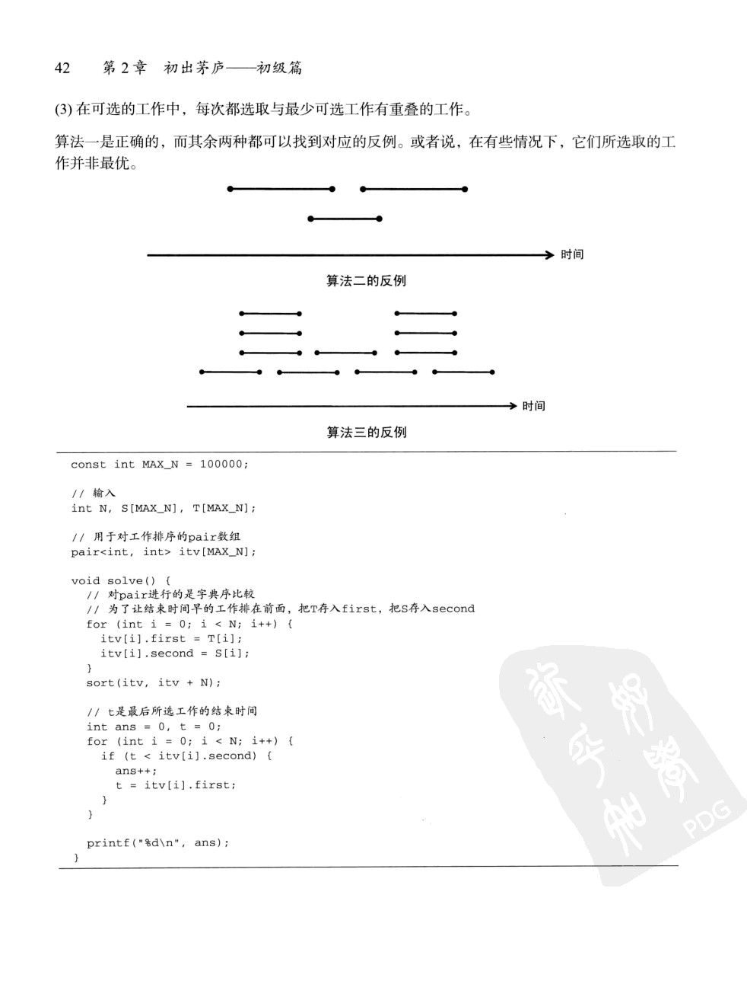 42 第 2 章 初出茅庐——初级篇
(3) 在可选的工作中，每次都选取与最少可选工作有重叠的工作。
算法一是正确的，而其余两种都可以找到对应的反例。或者说，在有些情况下，它们所选取的工
作并非最优。
时间
算法二的反例
时间
算法三的反例
const int MAX_N = 100000;
// 输入
int N, S[MAX_N], T[MAX_N];
// 用于对工作排序的pair数组
pair<int, int> itv[MAX_N];
void solve() {
// 对pair进行的是字典序比较
// 为了让结束时间早的工作排在前面，把T存入first，把S存入second
for (int i = 0; i < N; i++) {
itv[i].first = T[i];
itv[i].second = S[i];
}
sort(itv, itv + N);
// t是最后所选工作的结束时间
int ans = 0, t = 0;
for (int i = 0; i < N; i++) {
if (t < itv[i].second) {
ans++;
t = itv[i].first;
}
}
printf("%d\n", ans);
}
PDG